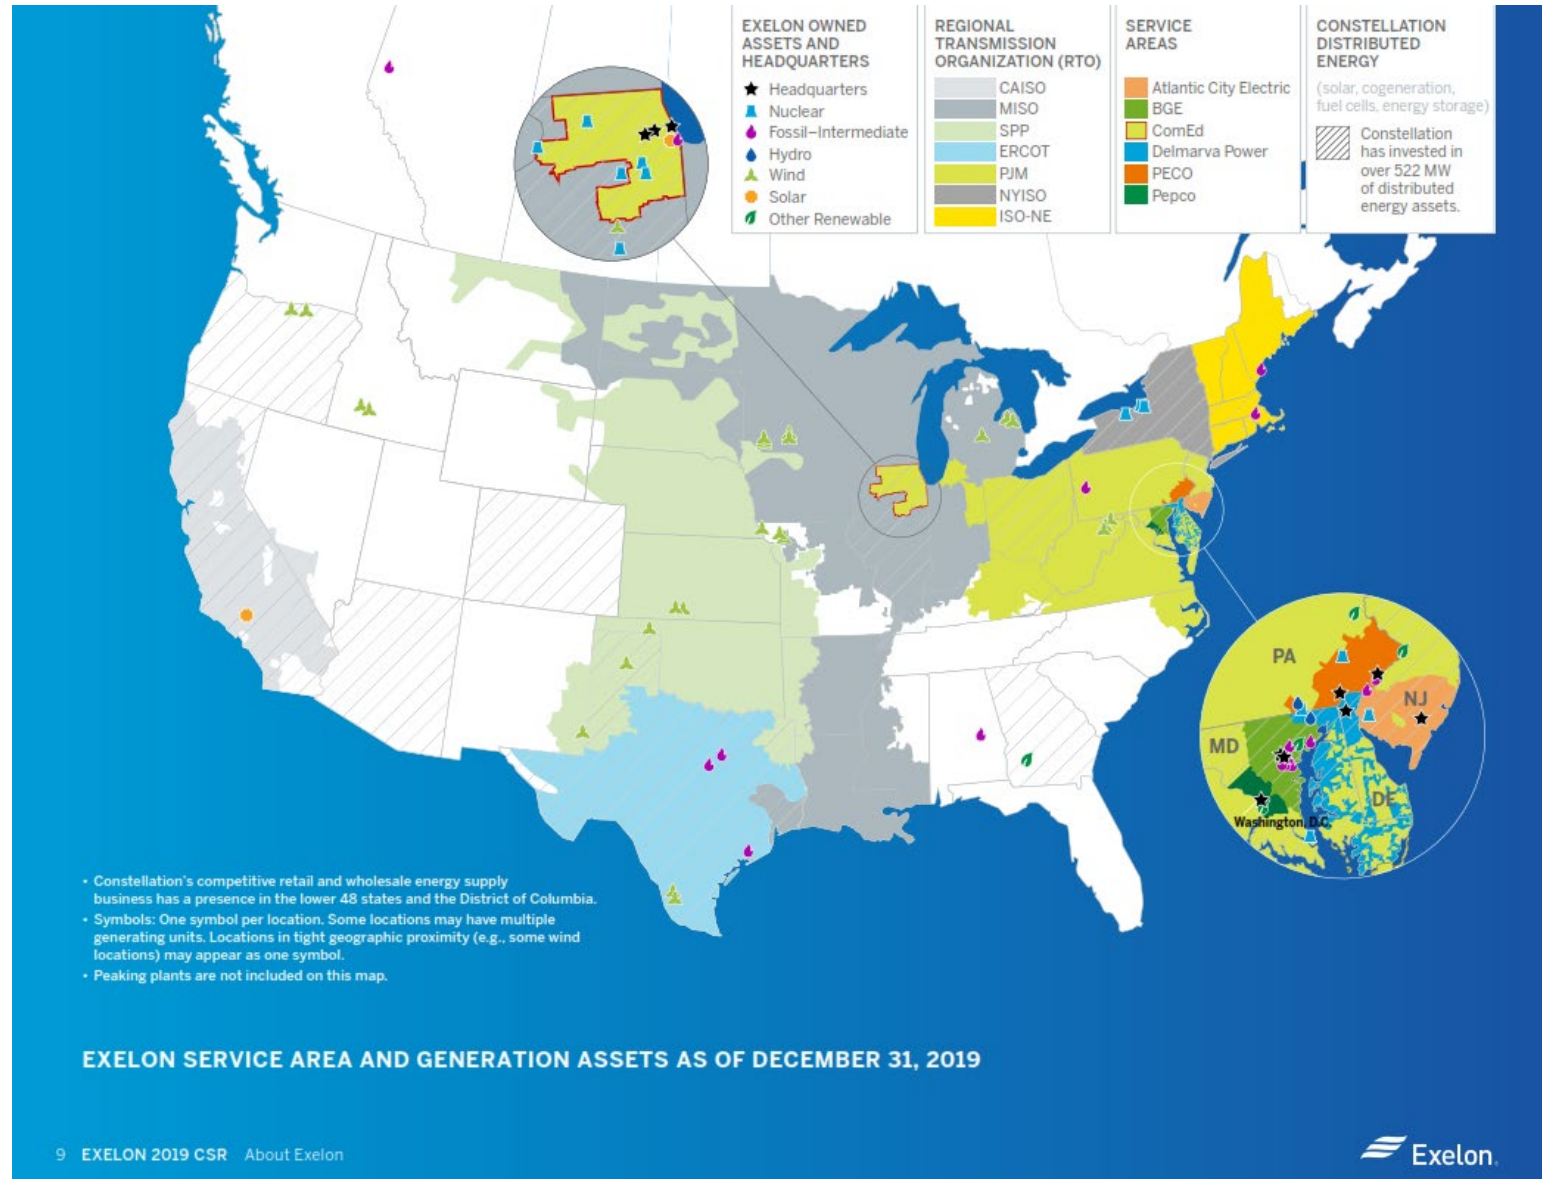 EXELON OWNED
ASSETS AND
HEADQUARTERS
Headquarters
Nuclear
Fossil–Intermediate
Hydro
Wind
Solar
Other Renewable
REGIONAL
TRANSMISSION
ORGANIZATION (RTO)
CAISO
MISO
SPP
ERCOT
PJM
NYISO
ISO-NE
SERVICE
AREAS
Atlantic City Electric
BGE
ComEd
Delmarva Power
PECO
Pepco
CONSTELLATION
DISTRIBUTED
ENERGY
(solar, cogeneration,
fuel cells, energy storage)
Constellation
has invested in
over 522 MW
of distributed
energy assets.
PA
NJ
MD
DE
Washington, D.C.
• Constellation's competitive retail and wholesale energy supply
business has a presence in the lower 48 states and the District of Columbia.
• Symbols: One symbol per location. Some locations may have multiple
generating units. Locations in tight geographic proximity (e.g., some wind
locations) may appear as one symbol.
• Peaking plants are not included on this map.
EXELON SERVICE AREA AND GENERATION ASSETS AS OF DECEMBER 31, 2019
9 EXELON 2019 CSR About Exelon
Exelon.